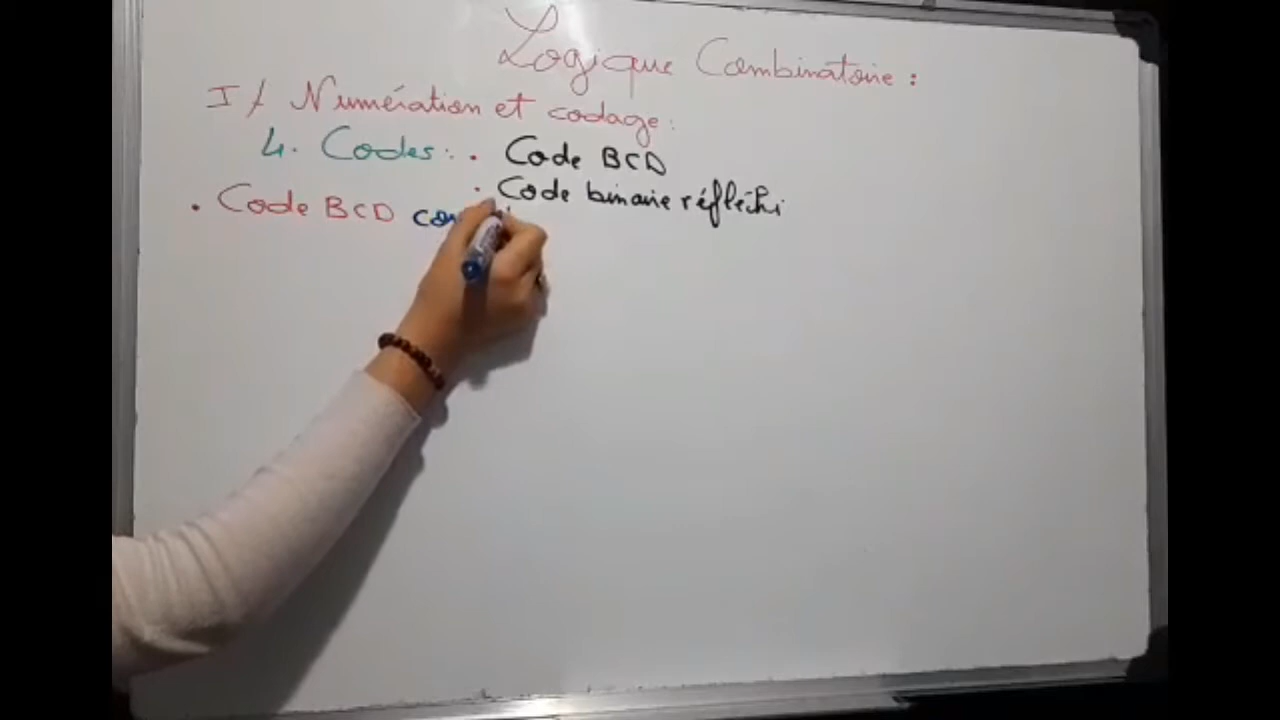 Logique Combinatoire :
I / Numération et codage :
4. Codes : • Code BCD
• Code binaire réfléchi
• Code BCD